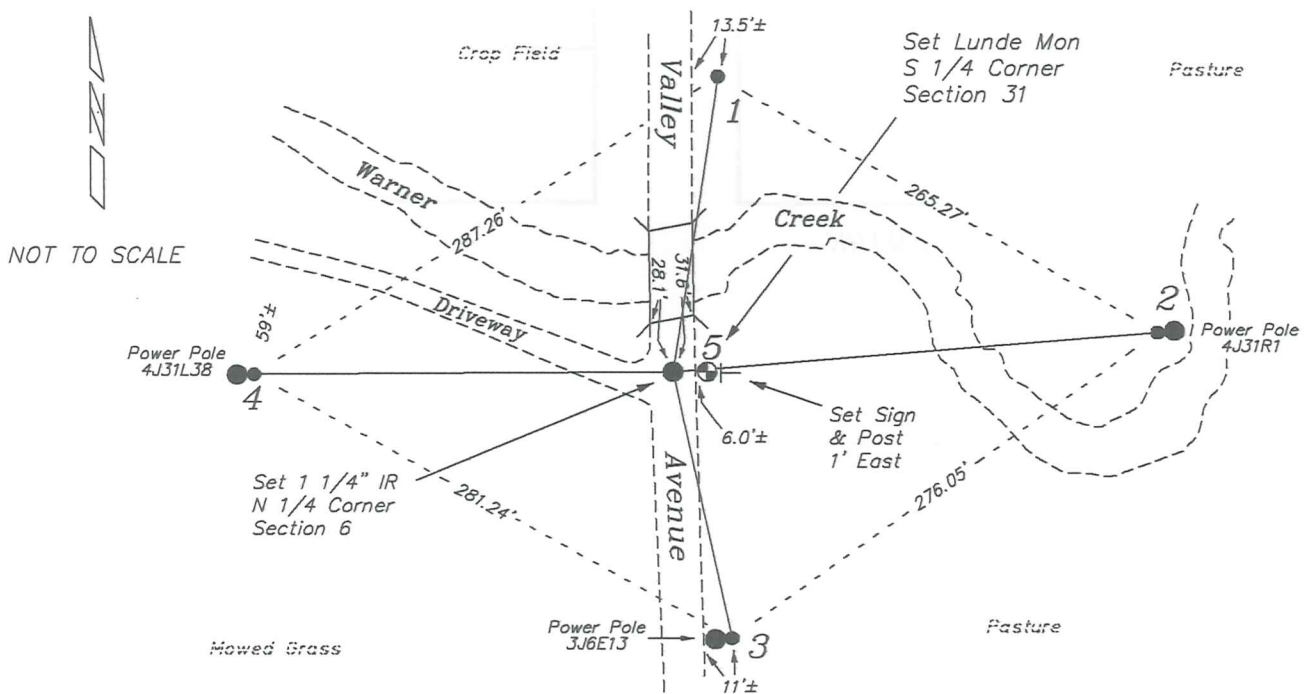 13.5'±
Crop Field
Valley
Set Lunde Mon
S 1/4 Corner
Section 31
Pasture
N
1
Warner
265.27'
Creek
287.26'
NOT TO SCALE
28.1'
31.6'
2
Driveway
59'±
5
Power Pole
4J31R1
Power Pole
4J31L38
4
6.0'±
Set Sign
& Post
1' East
Set 1 1/4" IR
N 1/4 Corner
Section 6
281.24'
Avenue
276.05'
Power Pole
3J6E13
3
Pasture
Mowed Grass
11'±